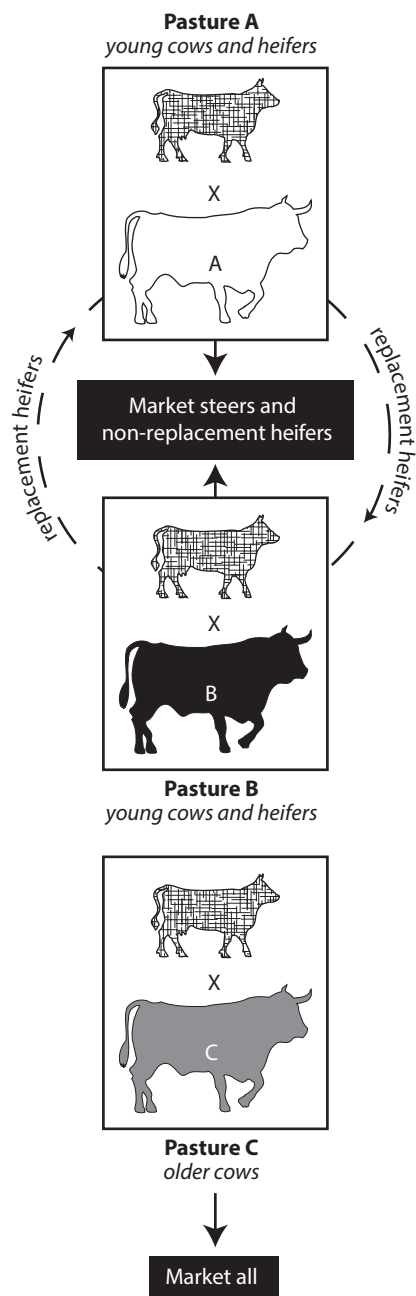 Pasture A
young cows and heifers
X
A
replacement heifers
replacement heifers
Market steers and
non-replacement heifers
X
B
Pasture B
young cows and heifers
X
C
Pasture C
older cows
Market all